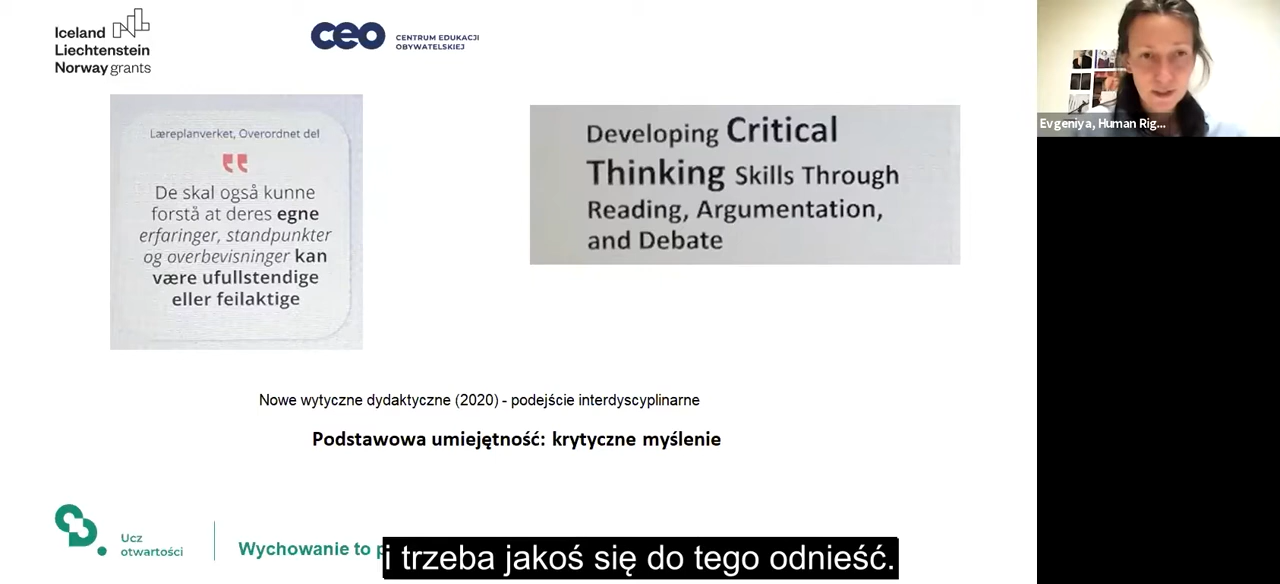 Iceland
Liechtenstein
Norway grants
ceo CENTRUM EDUKACJI
OBYWATELSKIEJ
Læreplanverket, Overordnet del
De skal også kunne
forstå at deres egne
erfaringer, standpunkter
og overbevisninger kan
være ufullstendige
eller feilaktige
Developing Critical
Thinking Skills Through
Reading, Argumentation,
and Debate
Evgeniya, Human Rig...
Nowe wytyczne dydaktyczne (2020) - podejście interdyscyplinarne
Podstawowa umiejętność: krytyczne myślenie
Ucz
otwartości
Wychowanie to
i trzeba jakoś się do tego odnieść.